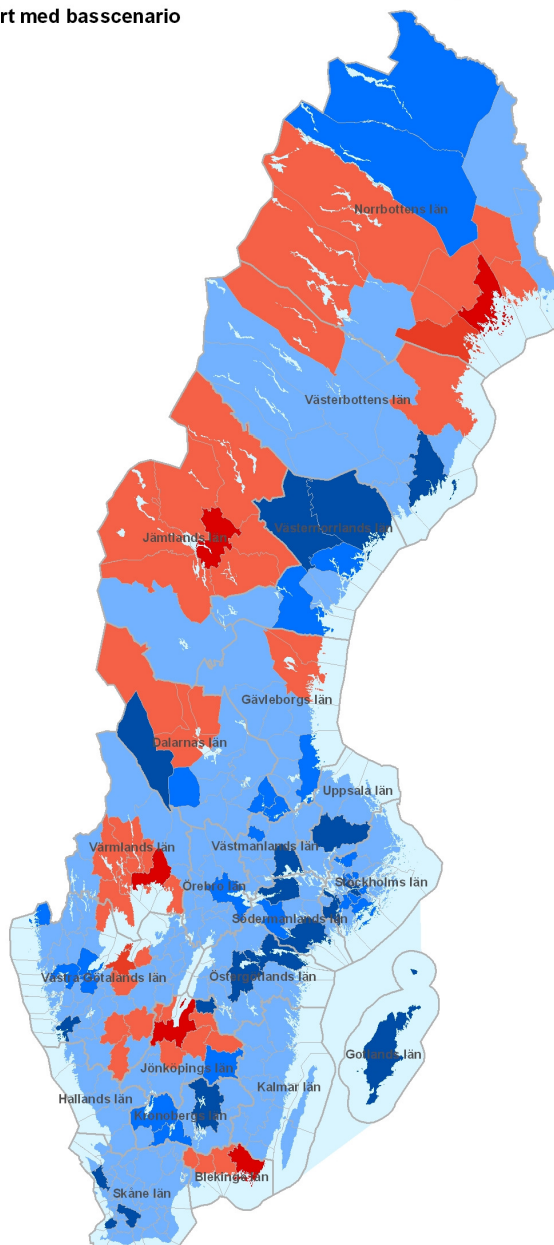 rt med basscenario
Norrbottens län
Västerbottens län
Västernorrlands län
Jämtlands län
Gävleborgs län
Dalarnas län
Uppsala län
Värmlands län
Västmanlands län
Örebro län
Stockholms län
Södermanlands län
Västra Götalands län
Östergötlands län
Gotlands län
Jönköpings län
Kalmar län
Hallands län
Kronobergs län
Blekinge län
Skåne län